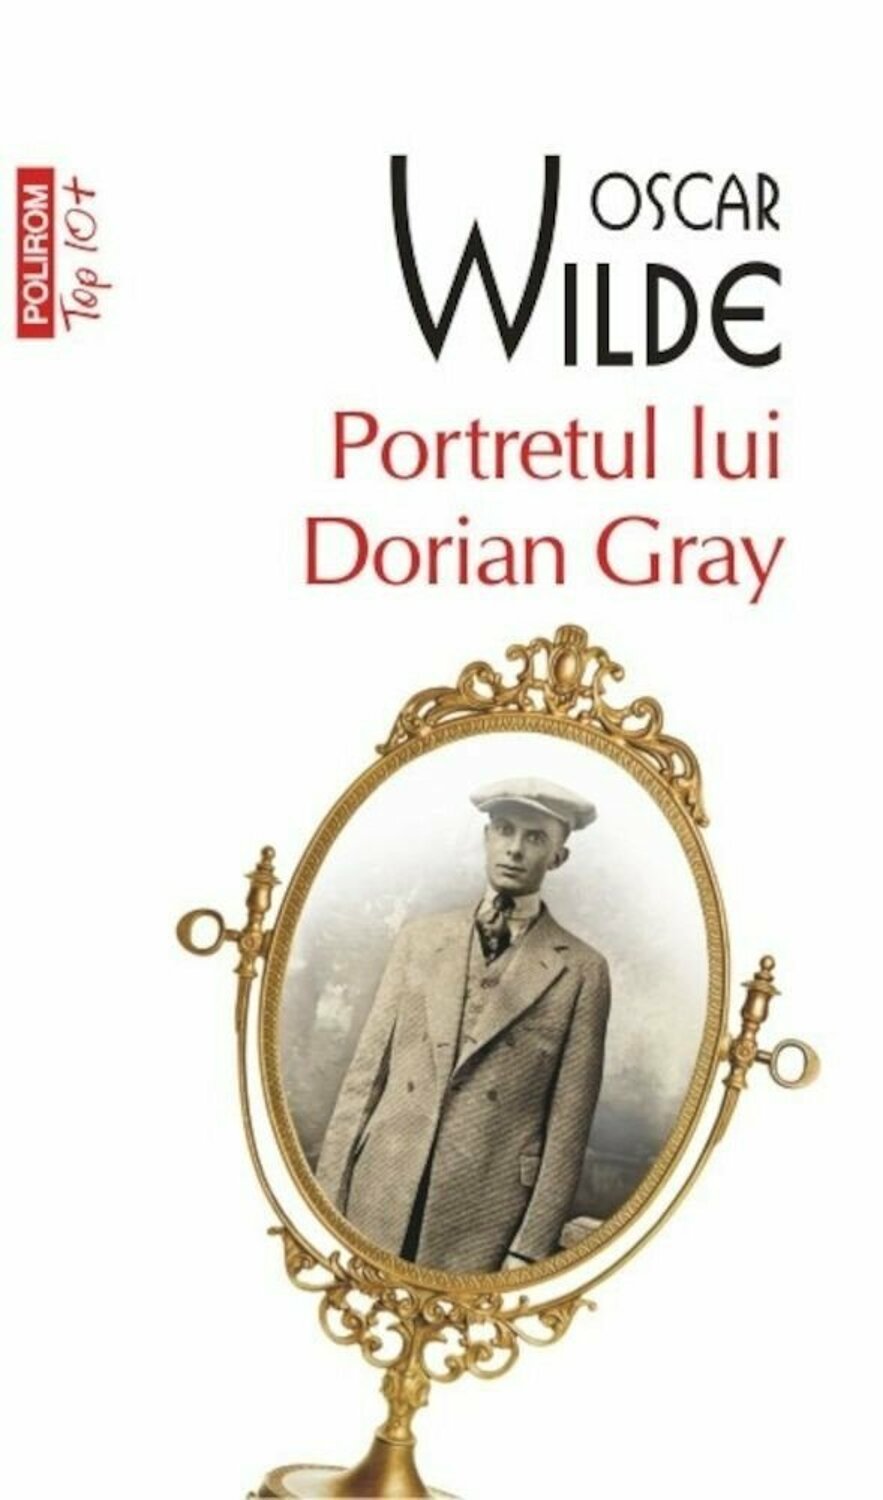 POLIROM
Top 10+
OSCAR
WILDE
Portretul lui
Dorian Gray